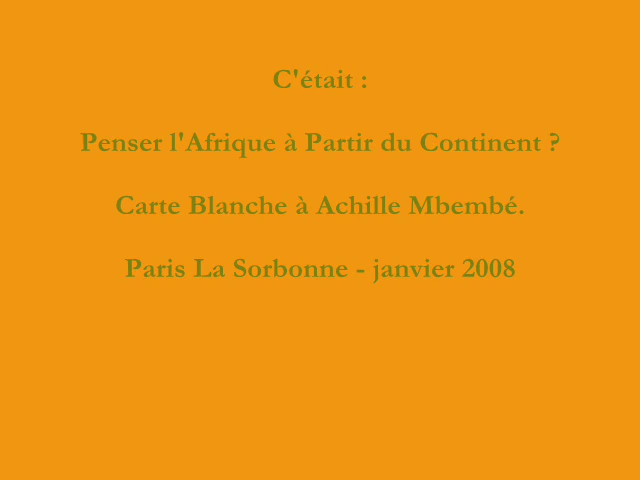 C'était :
Penser l'Afrique à Partir du Continent ?
Carte Blanche à Achille Mbembé.
Paris La Sorbonne - janvier 2008